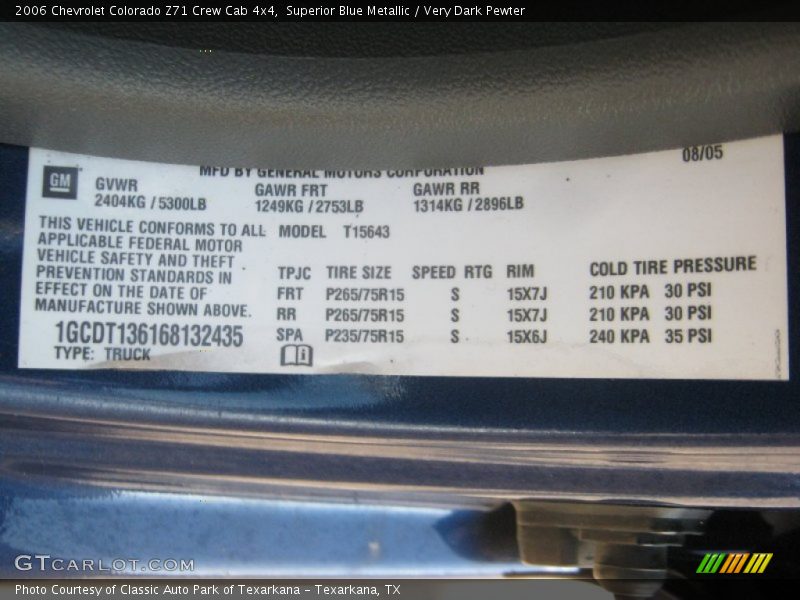 2006 Chevrolet Colorado Z71 Crew Cab 4x4, Superior Blue Metallic / Very Dark Pewter
MFD BY GENERAL MOTORS CORPORATION
08/05
GM
GVWR GAWR FRT GAWR RR
2404KG / 5300LB 1249KG / 2753LB 1314KG / 2896LB
THIS VEHICLE CONFORMS TO ALL
APPLICABLE FEDERAL MOTOR
VEHICLE SAFETY AND THEFT
PREVENTION STANDARDS IN
EFFECT ON THE DATE OF
MANUFACTURE SHOWN ABOVE.
1GCDT136168132435
TYPE: TRUCK
MODEL T15643
TPJC TIRE SIZE SPEED RTG RIM COLD TIRE PRESSURE
FRT P265/75R15 S 15X7J 210 KPA 30 PSI
RR P265/75R15 S 15X7J 210 KPA 30 PSI
SPA P235/75R15 S 15X6J 240 KPA 35 PSI
GTCARLOT.COM
Photo Courtesy of Classic Auto Park of Texarkana - Texarkana, TX